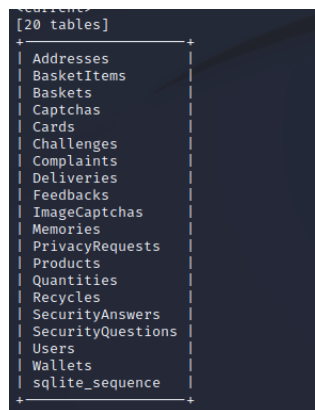 <current>
[20 tables]
+--------------------+
| Addresses |
| BasketItems |
| Baskets |
| Captchas |
| Cards |
| Challenges |
| Complaints |
| Deliveries |
| Feedbacks |
| ImageCaptchas |
| Memories |
| PrivacyRequests |
| Products |
| Quantities |
| Recycles |
| SecurityAnswers |
| SecurityQuestions |
| Users |
| Wallets |
| sqlite_sequence |
+--------------------+